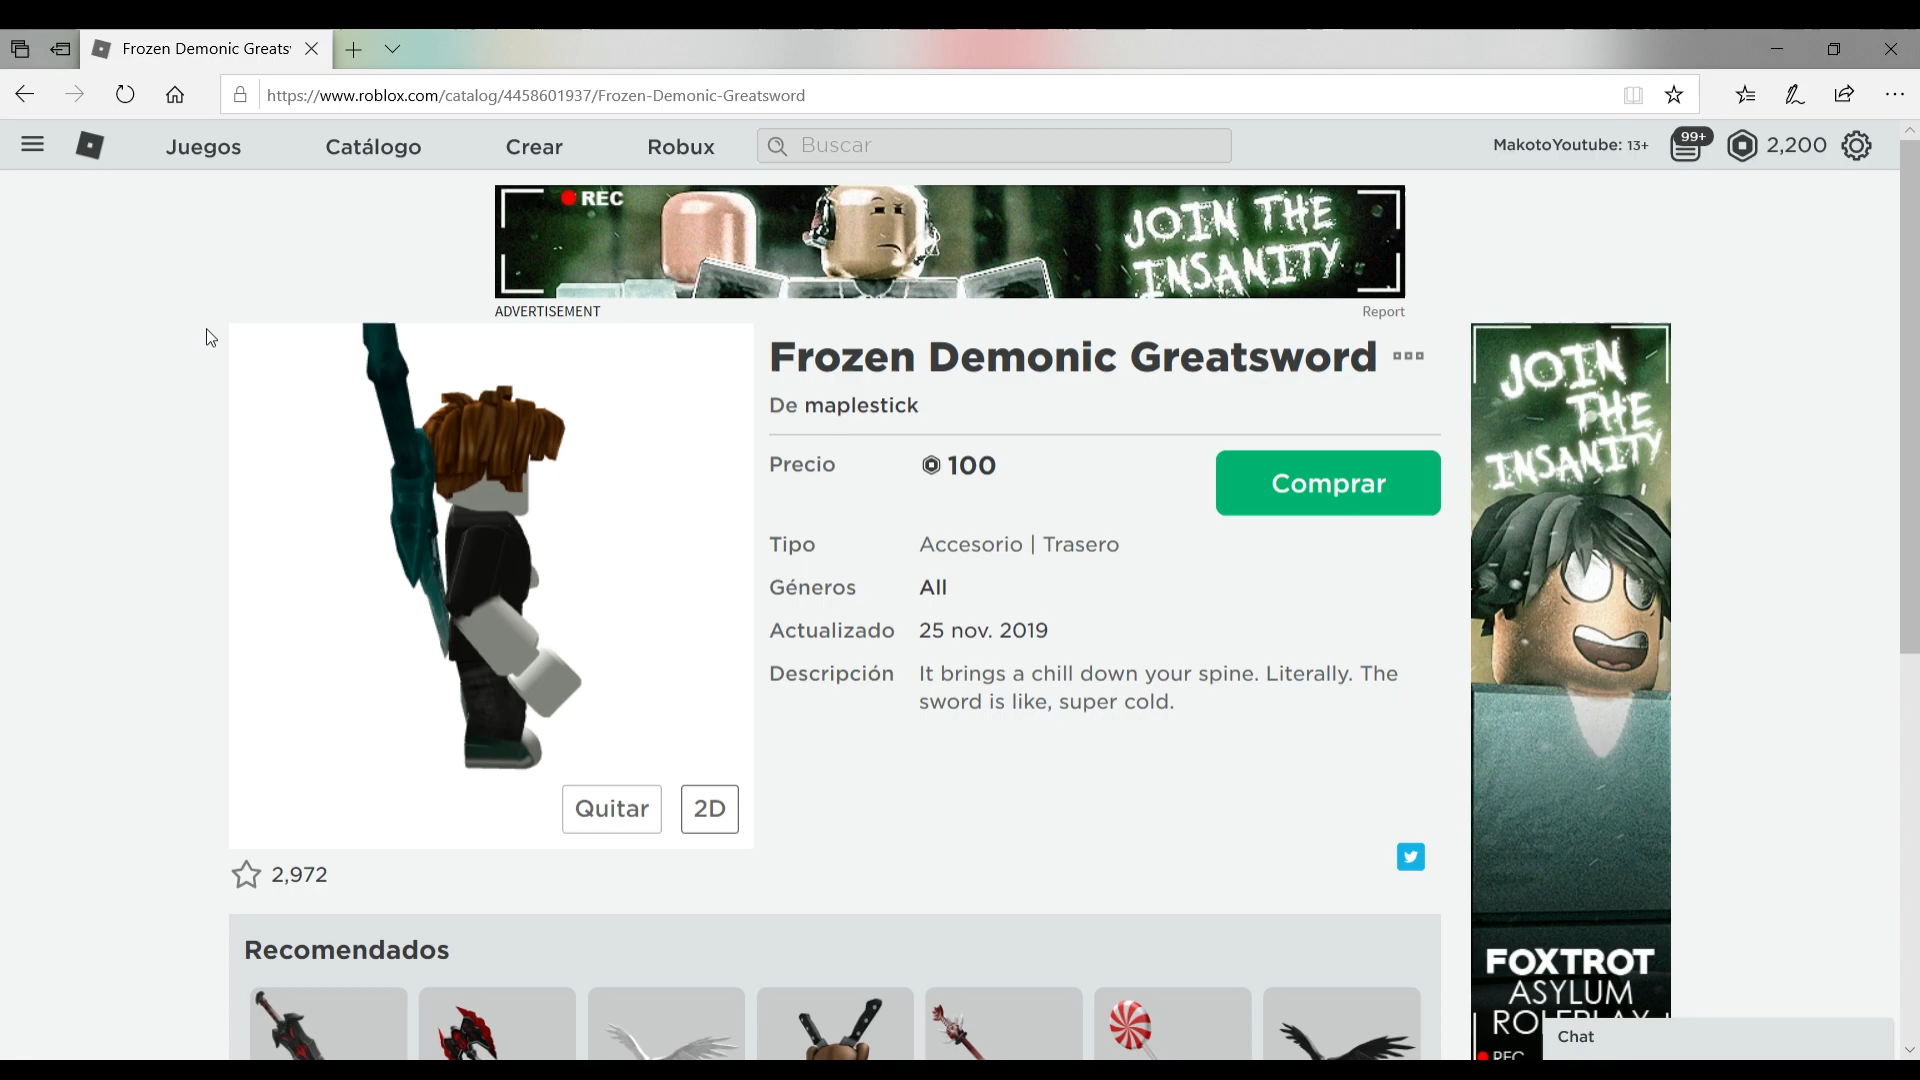 Frozen Demonic Greats
https://www.roblox.com/catalog/4458601937/Frozen-Demonic-Greatsword
Juegos
Catálogo
Crear
Robux
Buscar
MakotoYoutube: 13+
99+
2,200
REC
JOIN THE
INSANITY
ADVERTISEMENT
Report
Frozen Demonic Greatsword
De maplestick
Precio
100
Comprar
Tipo
Accesorio | Trasero
Géneros
All
Actualizado
25 nov. 2019
Descripción
It brings a chill down your spine. Literally. The
sword is like, super cold.
Quitar
2D
2,972
Recomendados
JOIN
THE
INSANITY
FOXTROT
ASYLUM
ROLEPLAY
REC
Chat